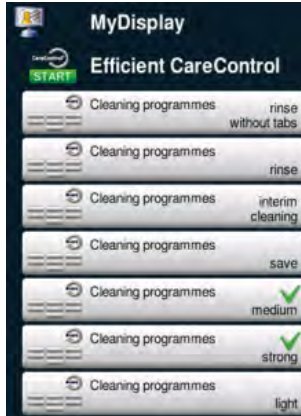 MyDisplay
CareControl
START
Efficient CareControl
Cleaning programmes
rinse
without tabs
Cleaning programmes
rinse
Cleaning programmes
interim
cleaning
Cleaning programmes
save
Cleaning programmes
medium
Cleaning programmes
strong
Cleaning programmes
light